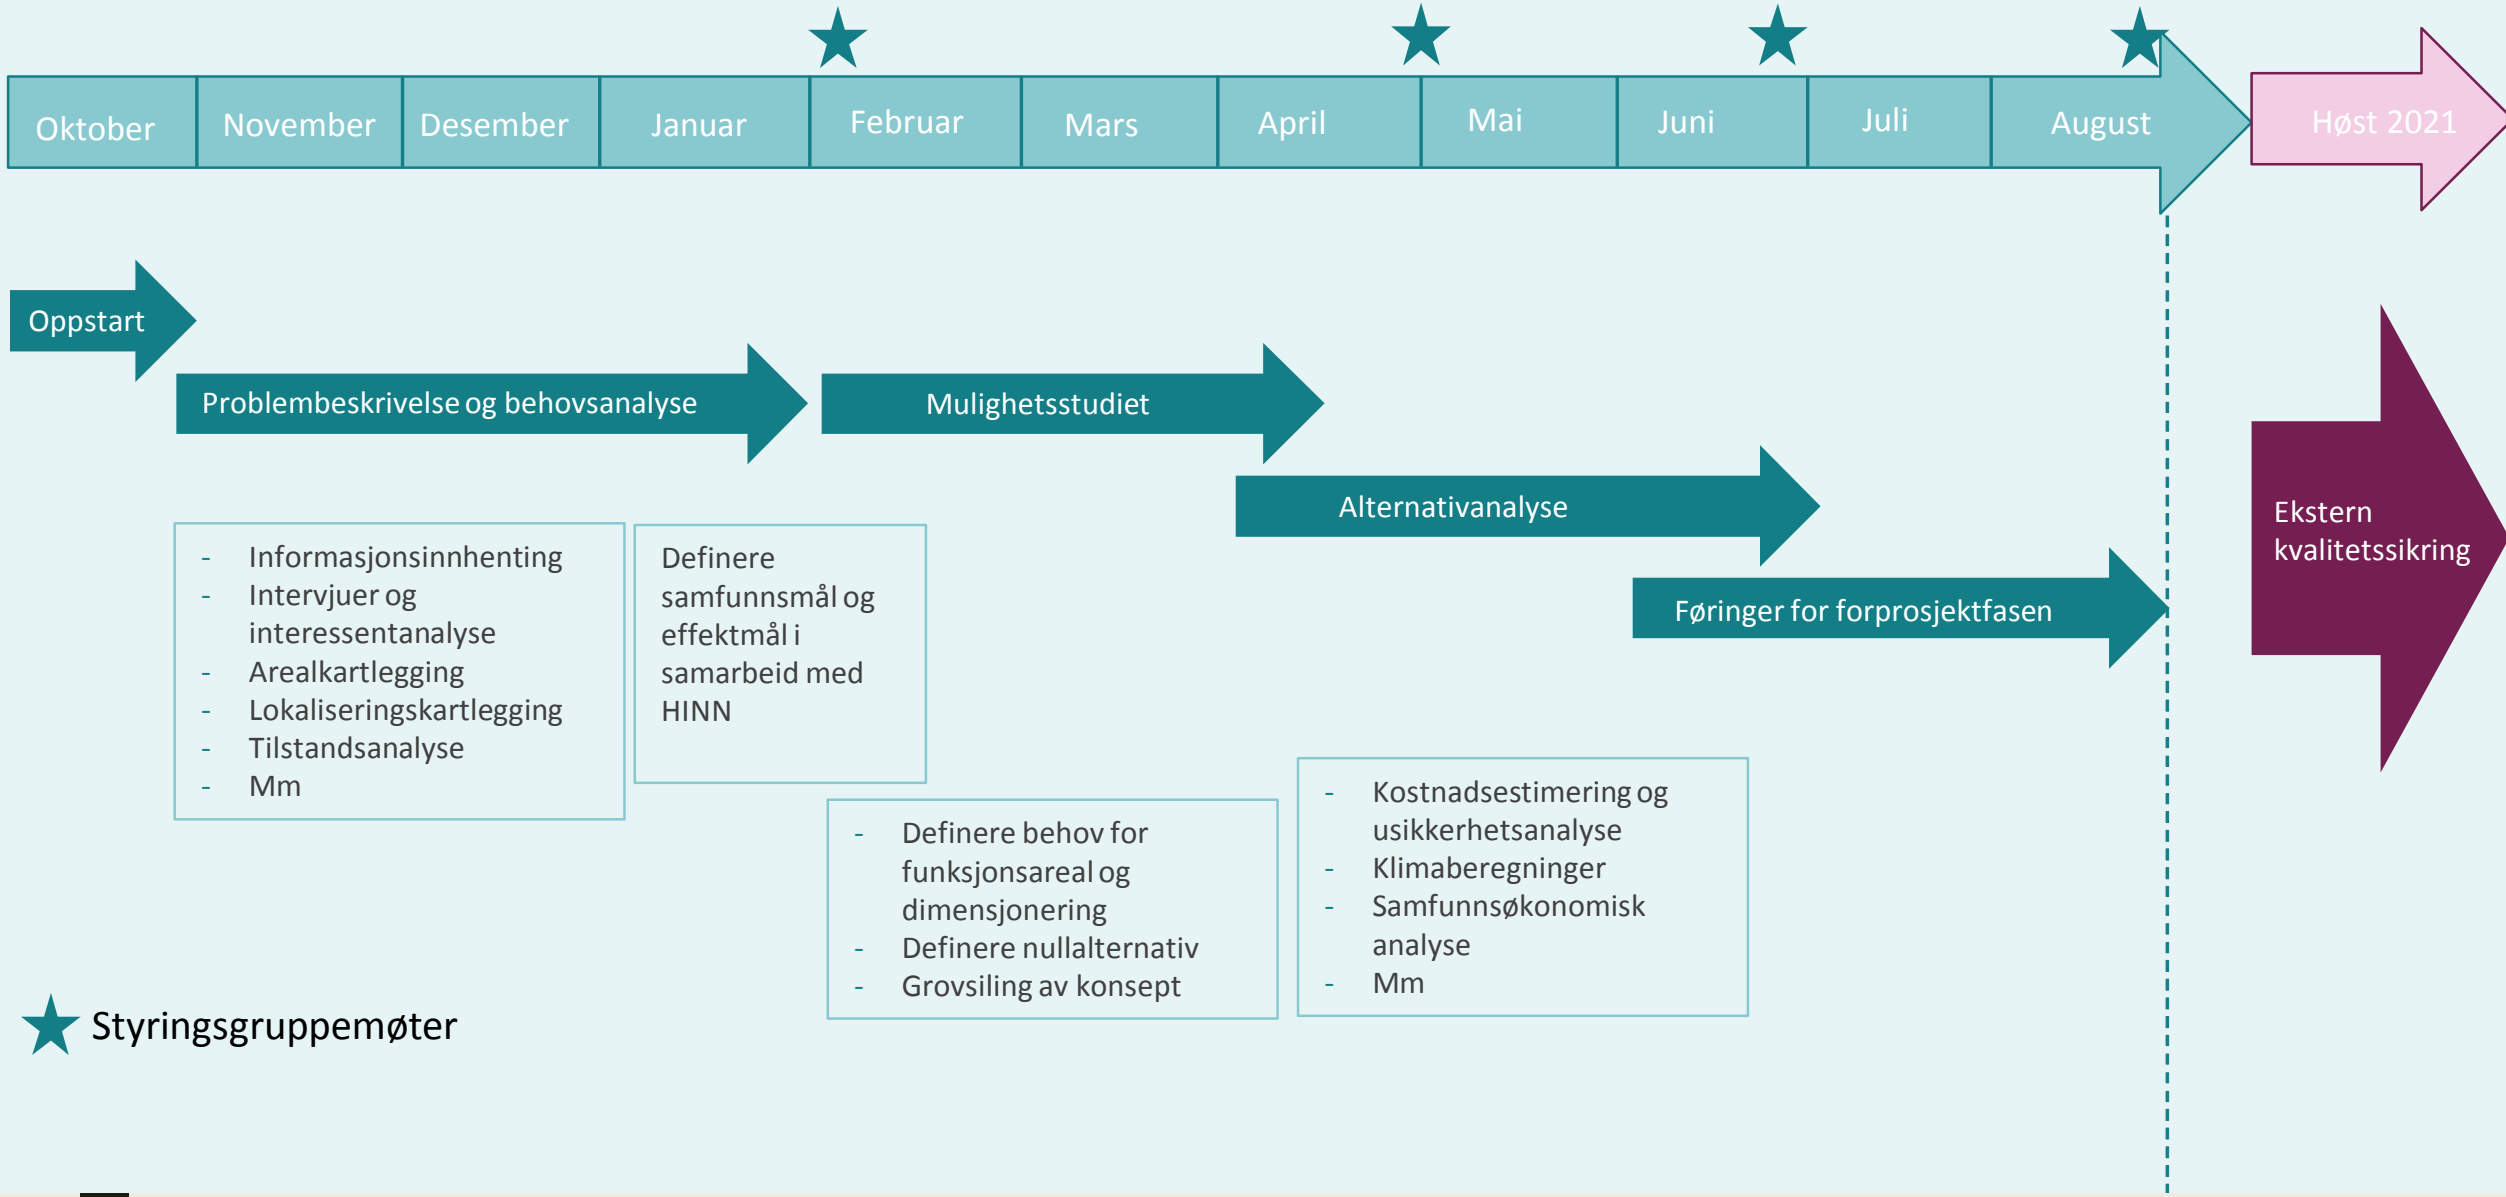 Oktober
November
Desember
Januar
Februar
Mars
April
Mai
Juni
Juli
August
Høst 2021
Oppstart
Problembeskrivelse og behovsanalyse
Mulighetsstudiet
Alternativanalyse
Føringer for forprosjektfasen
Ekstern
kvalitetssikring
- Informasjonsinnhenting
- Intervjuer og
interessentanalyse
- Arealkartlegging
- Lokaliseringskartlegging
- Tilstandsanalyse
- Mm
Definere
samfunnsmål og
effektmål i
samarbeid med
HINN
- Definere behov for
funksjonsareal og
dimensjonering
- Definere nullalternativ
- Grovsiling av konsept
- Kostnadsestimering og
usikkerhetsanalyse
- Klimaberegninger
- Samfunnsøkonomisk
analyse
- Mm
Styringsgruppemøter